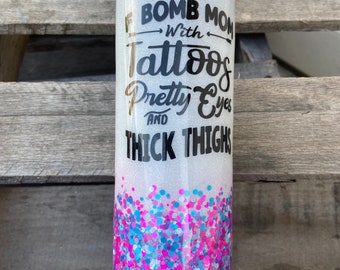 F BOMB MOM
With
Tattoos
Pretty Eyes
AND
THICK THIGHS